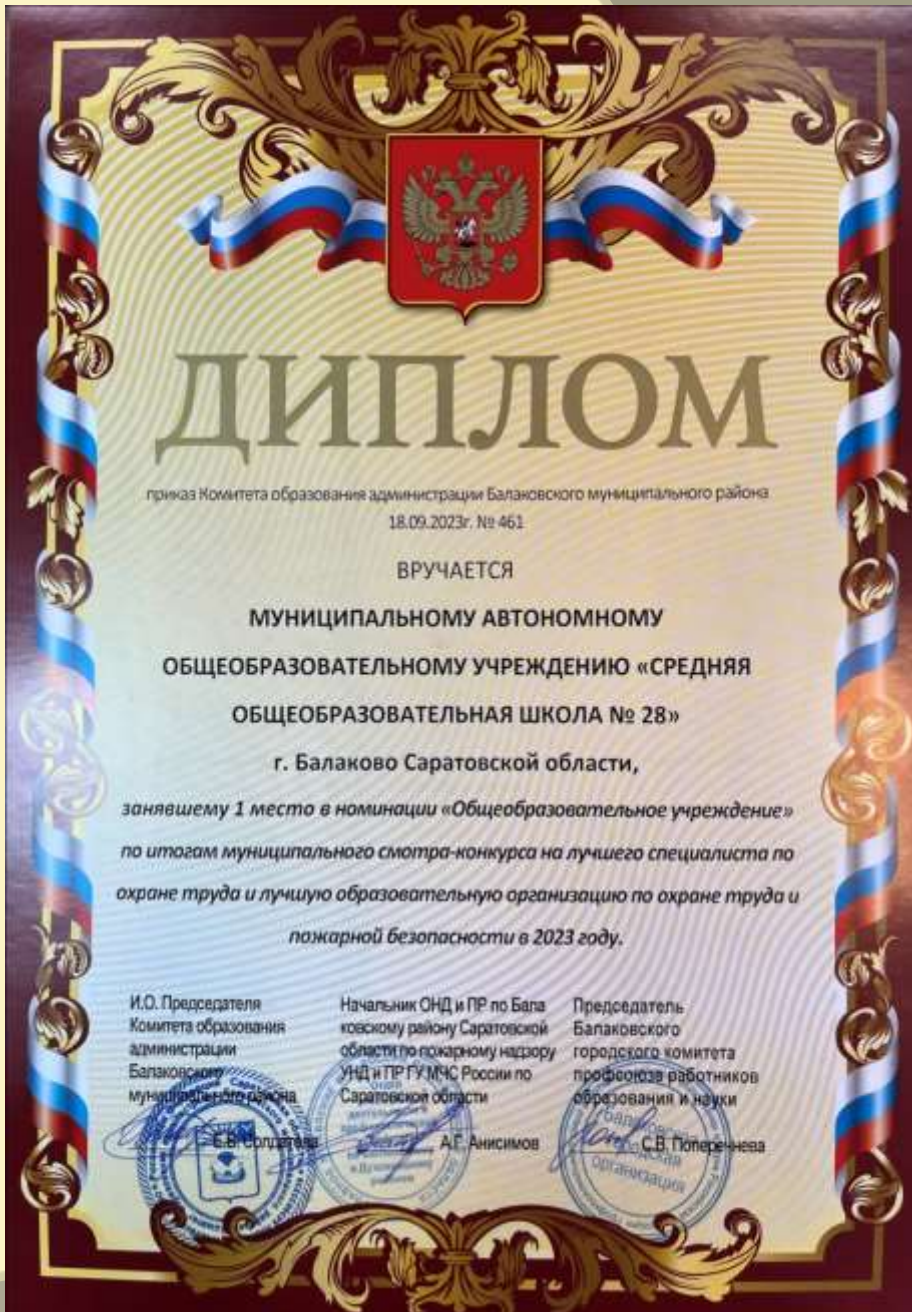 ДИПЛОМ
приказ Комитета образования администрации Балаковского муниципального района
18.09.2023г. № 461
ВРУЧАЕТСЯ
МУНИЦИПАЛЬНОМУ АВТОНОМНОМУ
ОБЩЕОБРАЗОВАТЕЛЬНОМУ УЧРЕЖДЕНИЮ «СРЕДНЯЯ
ОБЩЕОБРАЗОВАТЕЛЬНАЯ ШКОЛА № 28»
г. Балаково Саратовской области,
занявшему 1 место в номинации «Общеобразовательное учреждение»
по итогам муниципального смотра-конкурса на лучшего специалиста по
охране труда и лучшую образовательную организацию по охране труда и
пожарной безопасности в 2023 году.
И.О. Председателя
Комитета образования
администрации
Балаковского
муниципального района
Е.В. Солдатова
Начальник ОНД и ПР по Бала
ковскому району Саратовской
области по пожарному надзору
УНД и ПР ГУ МЧС России по
Саратовской области
А.Г. Анисимов
Председатель
Балаковского
городского комитета
профсоюза работников
образования и науки
С.В. Поперечнева
Балаковская
городская
организация